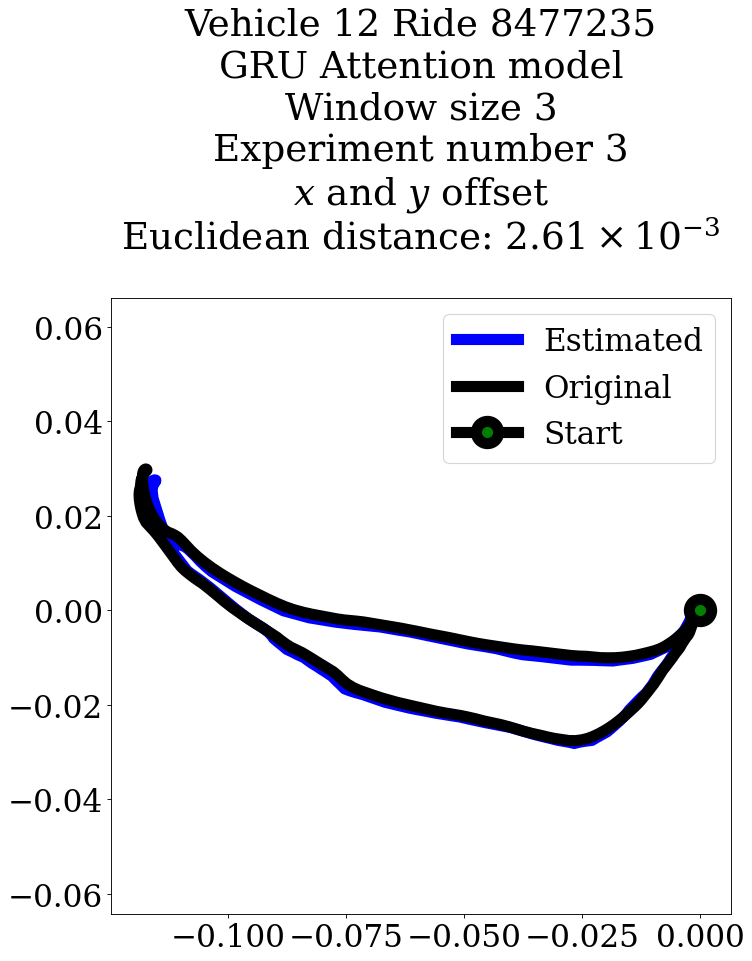 Vehicle 12 Ride 8477235
GRU Attention model
Window size 3
Experiment number 3
x and y offset
Euclidean distance: 2.61 × 10⁻³
Estimated
Original
Start
0.06
0.04
0.02
0.00
−0.02
−0.04
−0.06
−0.100 −0.075 −0.050 −0.025 0.000